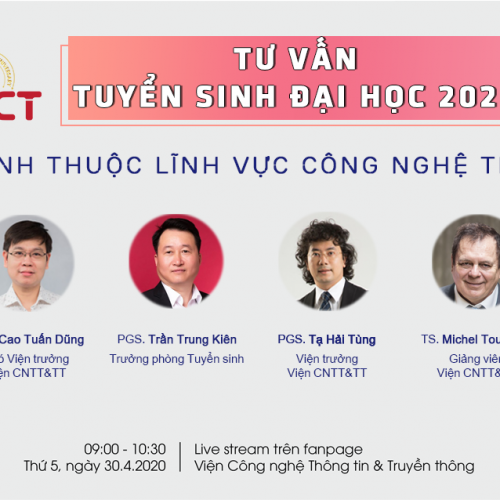 CT
TƯ VẤN
TUYỂN SINH ĐẠI HỌC 202
NH THUỘC LĨNH VỰC CÔNG NGHỆ T
Cao Tuấn Dũng
PGS. Trần Trung Kiên
PGS. Tạ Hải Tùng
TS. Michel Tou
ó Viện trưởng
Trưởng phòng Tuyển sinh
Viện trưởng
Giảng viê
ện CNTT&TT
Viện CNTT&TT
Viện CNTT&
09:00 - 10:30
Live stream trên fanpage
Thứ 5, ngày 30.4.2020
Viện Công nghệ Thông tin & Truyền thông